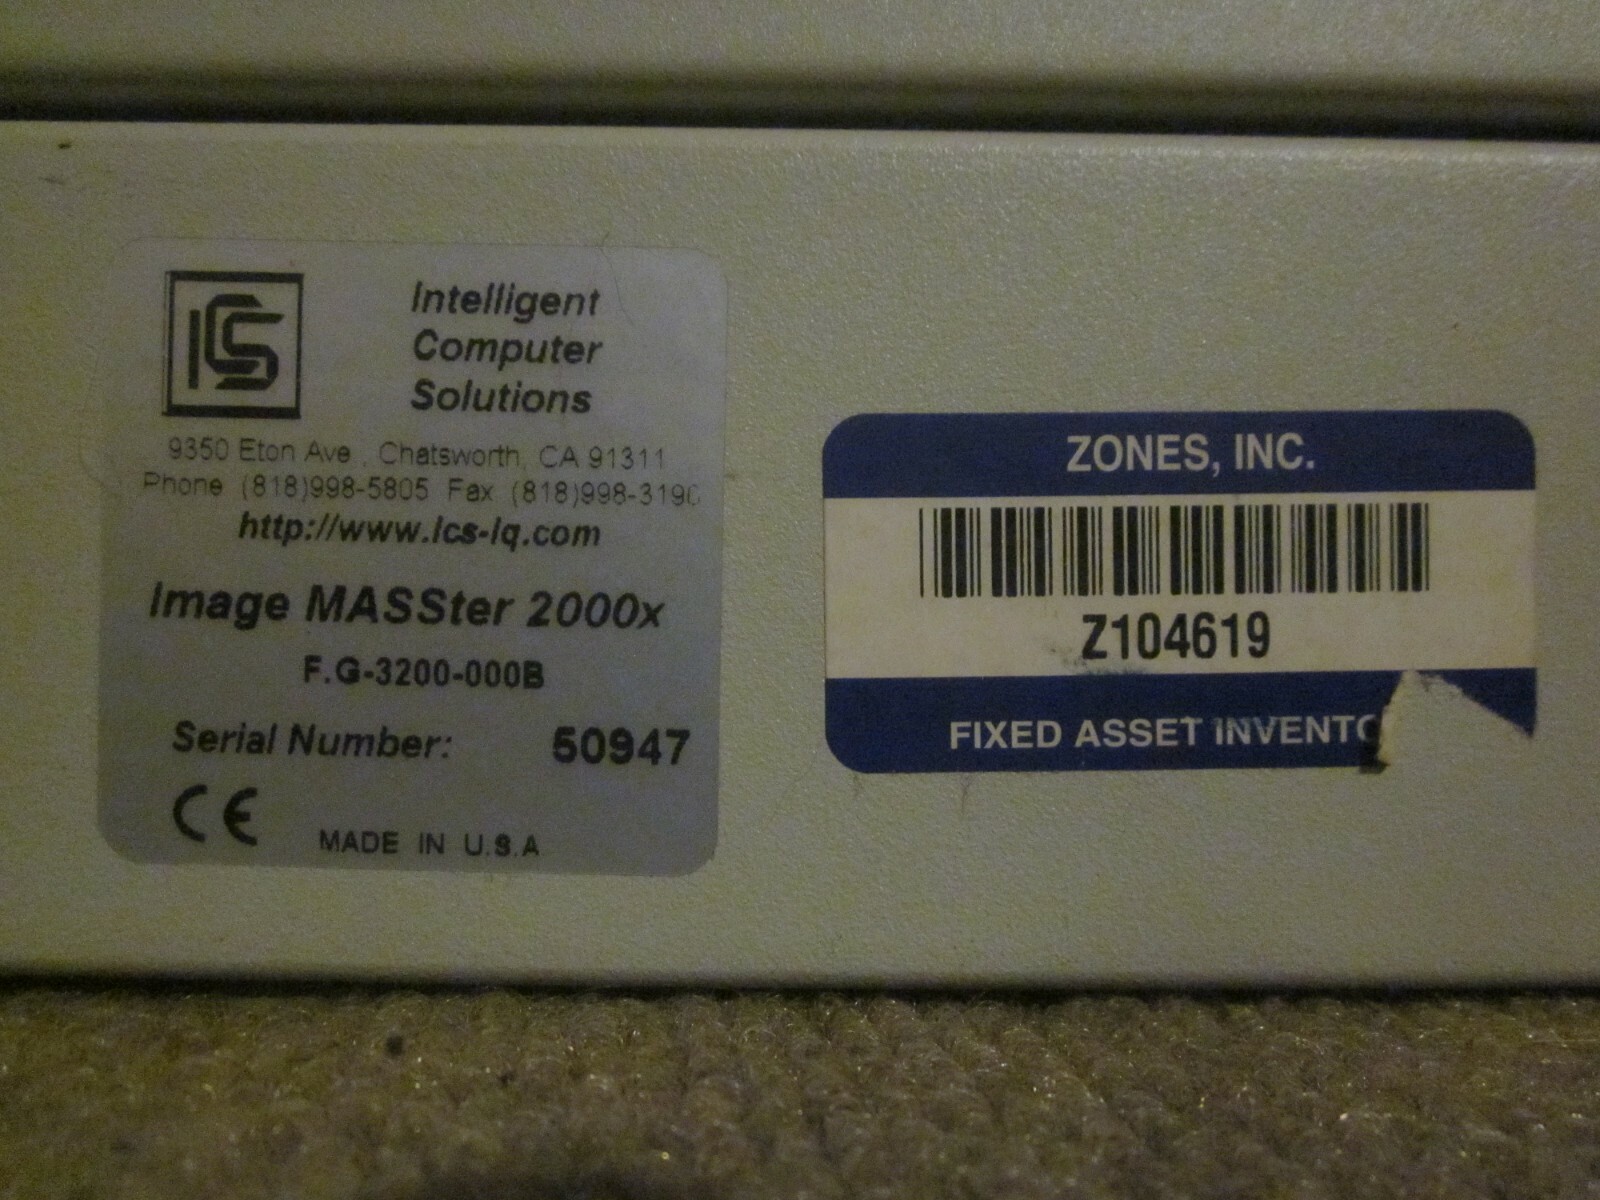 ICS
Intelligent
Computer
Solutions
9350 Eton Ave., Chatsworth, CA 91311
Phone (818)998-5805 Fax (818)998-3190
http://www.Ics-Iq.com
Image MASSter 2000x
F.G-3200-000B
Serial Number: 50947
CE
MADE IN U.S.A
ZONES, INC.
Z104619
FIXED ASSET INVENTO